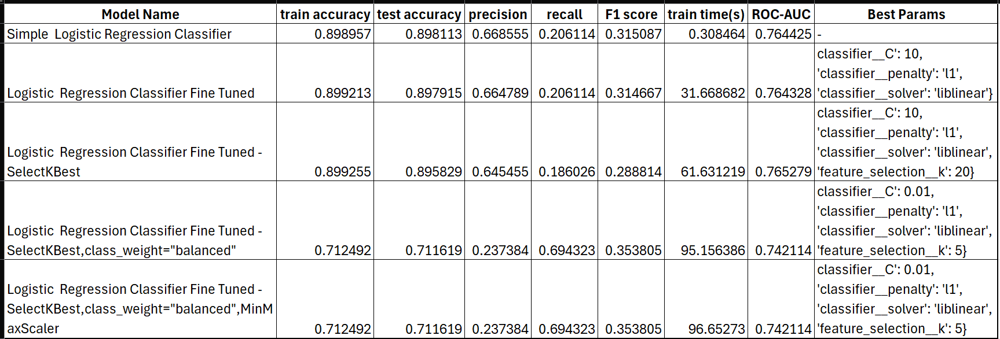 Model Name train accuracy test accuracy precision recall F1 score train time(s) ROC-AUC Best Params
Simple  Logistic Regression Classifier 0.898957 0.898113 0.668555 0.206114 0.315087 0.308464 0.764425 -
classifier__C': 10,
'classifier__penalty': 'l1',
Logistic  Regression Classifier Fine Tuned 0.899213 0.897915 0.664789 0.206114 0.314667 31.668682 0.764328 'classifier__solver': 'liblinear'}
classifier__C': 10,
'classifier__penalty': 'l1',
Logistic  Regression Classifier Fine Tuned - 'classifier__solver': 'liblinear',
SelectKBest 0.899255 0.895829 0.645455 0.186026 0.288814 61.631219 0.765279 'feature_selection__k': 20}
classifier__C': 0.01,
'classifier__penalty': 'l1',
Logistic  Regression Classifier Fine Tuned - 'classifier__solver': 'liblinear',
SelectKBest,class_weight="balanced" 0.712492 0.711619 0.237384 0.694323 0.353805 95.156386 0.742114 'feature_selection__k': 5}
classifier__C': 0.01,
Logistic  Regression Classifier Fine Tuned - 'classifier__penalty': 'l1',
SelectKBest,class_weight="balanced",MinM 'classifier__solver': 'liblinear',
axScaler 0.712492 0.711619 0.237384 0.694323 0.353805 96.65273 0.742114 'feature_selection__k': 5}